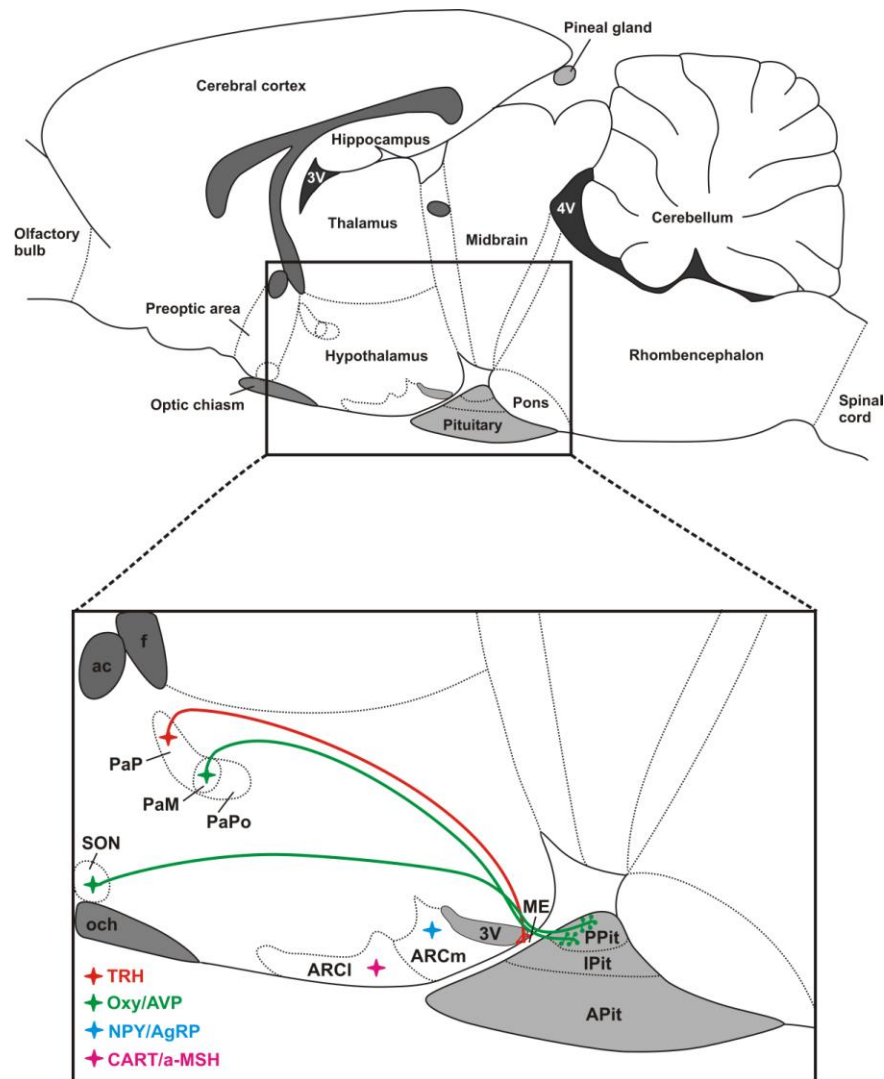 Pineal gland
Cerebral cortex
Hippocampus
3V
Thalamus
4V
Cerebellum
Olfactory
bulb
Midbrain
Preoptic area
Hypothalamus
Rhombencephalon
Optic chiasm
Pons
Pituitary
Spinal
cord
f
ac
PaP
PaM
PaPo
SON
och
ME
3V
PPit
IPit
ARCl
ARCm
APit
TRH
Oxy/AVP
NPY/AgRP
CART/a-MSH